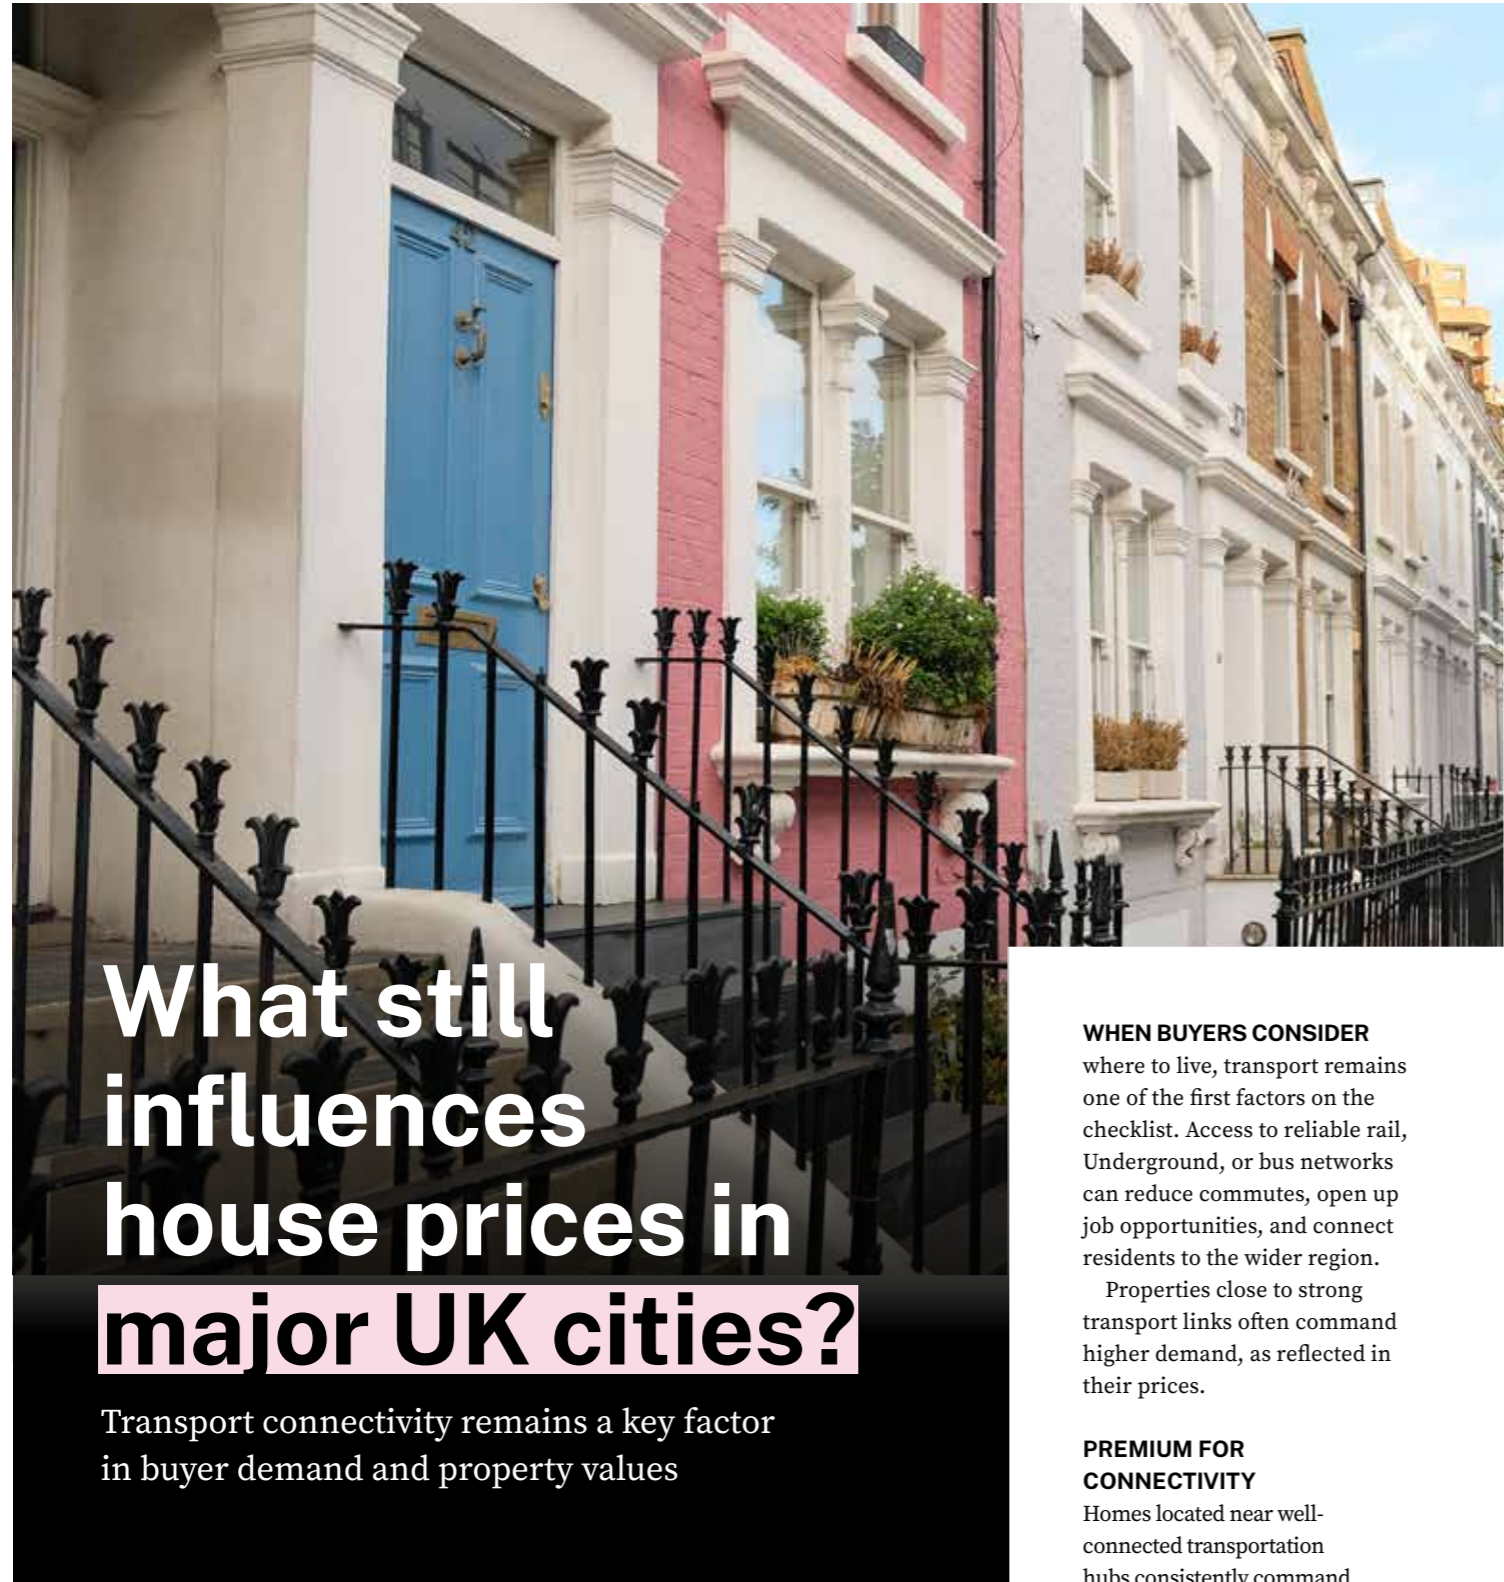 42
What still
influences
house prices in
major UK cities?
Transport connectivity remains a key factor
in buyer demand and property values
WHEN BUYERS CONSIDER
where to live, transport remains
one of the first factors on the
checklist. Access to reliable rail,
Underground, or bus networks
can reduce commutes, open up
job opportunities, and connect
residents to the wider region.
Properties close to strong
transport links often command
higher demand, as reflected in
their prices.
PREMIUM FOR
CONNECTIVITY
Homes located near well-
connected transportation
hubs consistently command